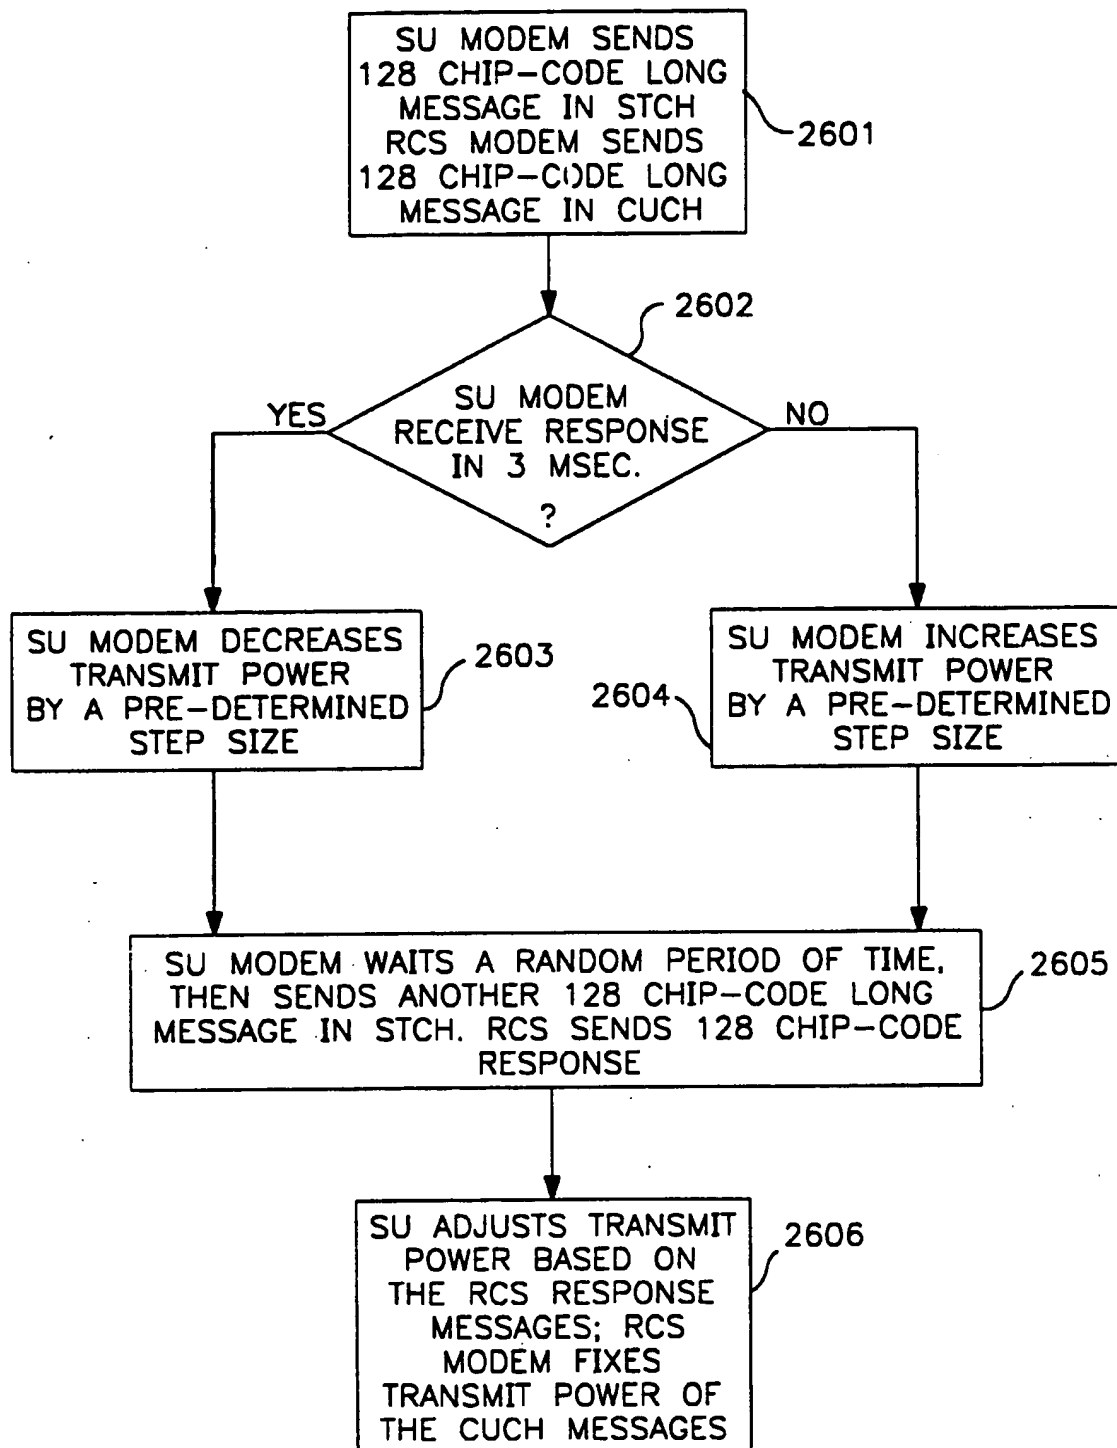 SU MODEM SENDS
128 CHIP-CODE LONG
MESSAGE IN STCH
RCS MODEM SENDS
128 CHIP-CODE LONG
MESSAGE IN CUCH
2601
2602
SU MODEM
RECEIVE RESPONSE
IN 3 MSEC.
?
YES
NO
SU MODEM DECREASES
TRANSMIT POWER
BY A PRE-DETERMINED
STEP SIZE
2603
SU MODEM INCREASES
TRANSMIT POWER
BY A PRE-DETERMINED
STEP SIZE
2604
SU MODEM WAITS A RANDOM PERIOD OF TIME,
THEN SENDS ANOTHER 128 CHIP-CODE LONG
MESSAGE IN STCH. RCS SENDS 128 CHIP-CODE
RESPONSE
2605
SU ADJUSTS TRANSMIT
POWER BASED ON
THE RCS RESPONSE
MESSAGES; RCS
MODEM FIXES
TRANSMIT POWER OF
THE CUCH MESSAGES
2606